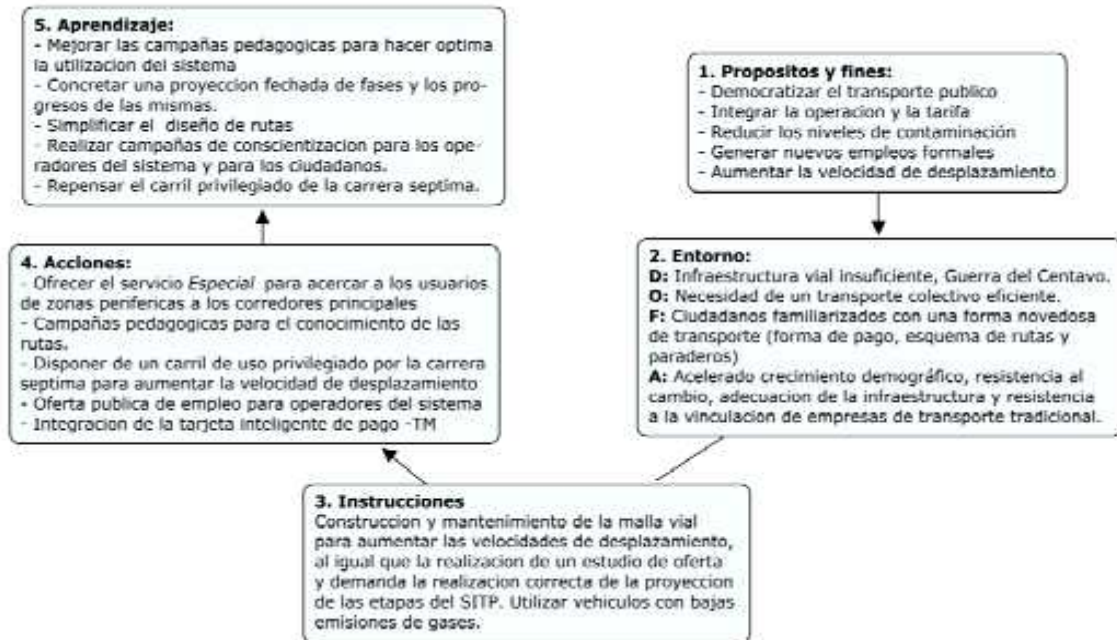 5. Aprendizaje:
- Mejorar las campañas pedagogicas para hacer optima
la utilizacion del sistema
- Concretar una proyeccion fechada de fases y los pro-
gresos de las mismas.
- Simplificar el diseño de rutas
- Realizar campañas de conscientizacion para los ope-
radores del sistema y para los ciudadanos.
- Repensar el carril privilegiado de la carrera septima.
1. Propositos y fines:
- Democratizar el transporte publico
- Integrar la operacion y la tarifa
- Reducir los niveles de contaminación
- Generar nuevos empleos formales
- Aumentar la velocidad de desplazamiento
4. Acciones:
- Ofrecer el servicio Especial para acercar a los usuarios
de zonas perifericas a los corredores principales
- Campañas pedagogicas para el conocimiento de las
rutas.
- Disponer de un carril de uso privilegiado por la carrera
septima para aumentar la velocidad de desplazamiento
- Oferta publica de empleo para operadores del sistema
- Integracion de la tarjeta inteligente de pago -TM
2. Entorno:
D: Infraestructura vial insuficiente, Guerra del Centavo.
O: Necesidad de un transporte colectivo eficiente.
F: Ciudadanos familiarizados con una forma novedosa
de transporte (forma de pago, esquema de rutas y
paraderos)
A: Acelerado crecimiento demográfico, resistencia al
cambio, adecuacion de la infraestructura y resistencia
a la vinculacion de empresas de transporte tradicional.
3. Instrucciones
Construccion y mantenimiento de la malla vial
para aumentar las velocidades de desplazamiento,
al igual que la realizacion de un estudio de oferta
y demanda la realizacion correcta de la proyeccion
de las etapas del SITP. Utilizar vehiculos con bajas
emisiones de gases.